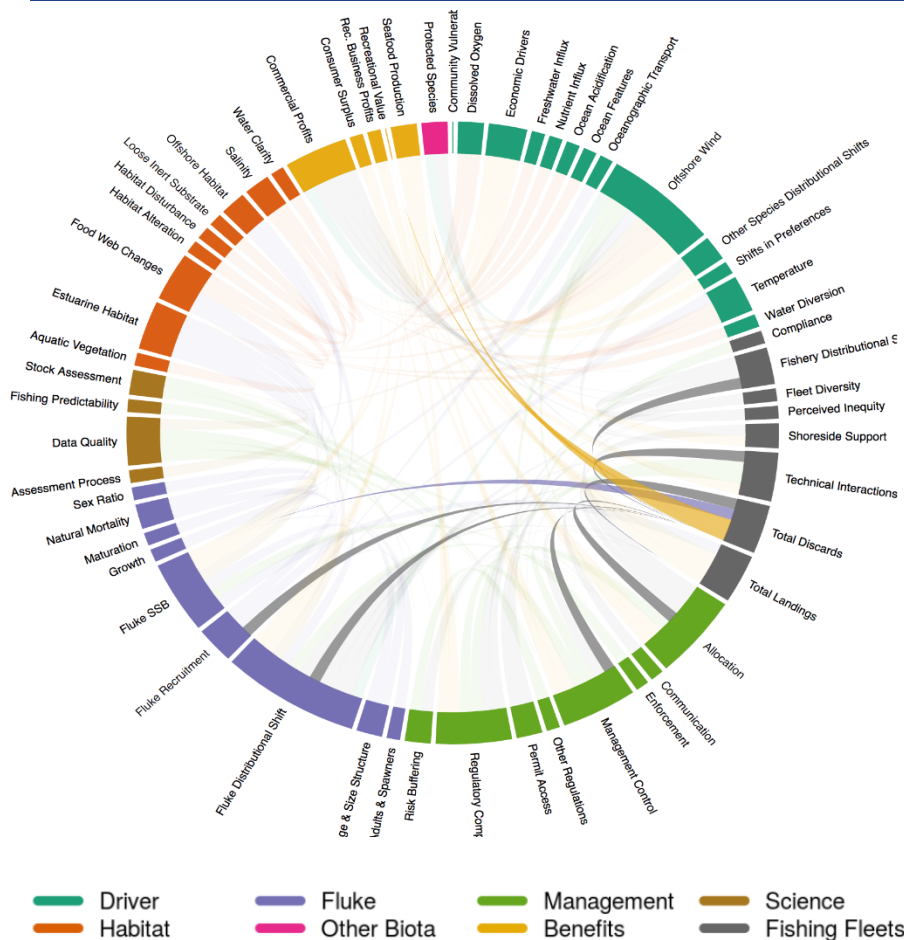 Community Vulnerat
Dissolved Oxygen
Economic Drivers
Freshwater Influx
Nutrient Influx
Ocean Acidification
Ocean Features
Oceanographic Transport
Offshore Wind
Other Species Distributional Shifts
Shifts in Preferences
Temperature
Water Diversion
Compliance
Fishery Distributional S
Fleet Diversity
Perceived Inequity
Shoreside Support
Technical Interactions
Total Discards
Total Landings
Allocation
Communication
Enforcement
Management Control
Other Regulations
Permit Access
Regulatory Comp
Risk Buffering
dults & Spawners
ge & Size Structure
Fluke Distributional Shift
Fluke Recruitment
Fluke SSB
Growth
Maturation
Natural Mortality
Sex Ratio
Assessment Process
Data Quality
Fishing Predictability
Stock Assessment
Aquatic Vegetation
Estuarine Habitat
Food Web Changes
Habitat Alteration
Habitat Disturbance
Loose Inert Substrate
Offshore Habitat
Salinity
Water Clarity
Commercial Profits
Consumer Surplus
Rec. Business Profits
Recreational Value
Seafood Production
Protected Species
Driver
Fluke
Management
Science
Habitat
Other Biota
Benefits
Fishing Fleets